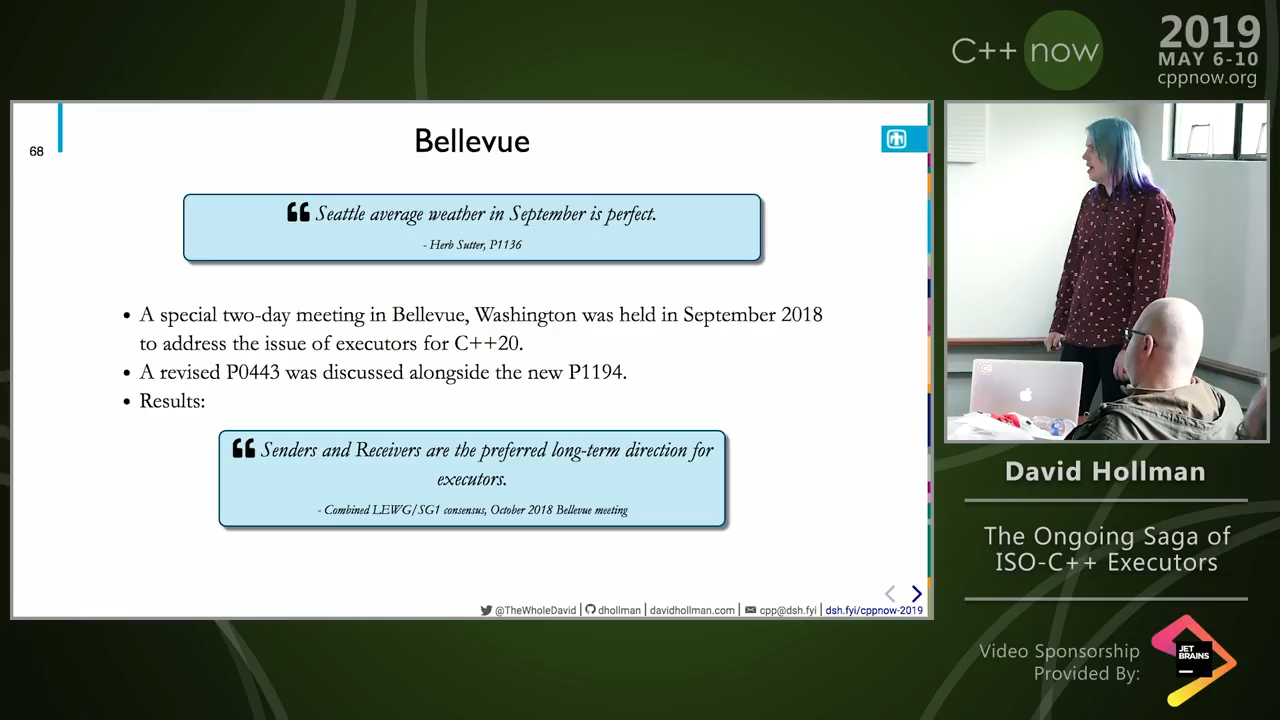 C++ now
2019
MAY 6-10
cppnow.org
68
Bellevue
Seattle average weather in September is perfect.
- Herb Sutter, P1136
• A special two-day meeting in Bellevue, Washington was held in September 2018
to address the issue of executors for C++20.
• A revised P0443 was discussed alongside the new P1194.
• Results:
Senders and Receivers are the preferred long-term direction for
executors.
- Combined LEWG/SG1 consensus, October 2018 Bellevue meeting
@TheWholeDavid | dhollman | davidhollman.com | cpp@dsh.fyi | dsh.fyi/cppnow-2019
David Hollman
The Ongoing Saga of
ISO-C++ Executors
Video Sponsorship
Provided By:
JET
BRAINS